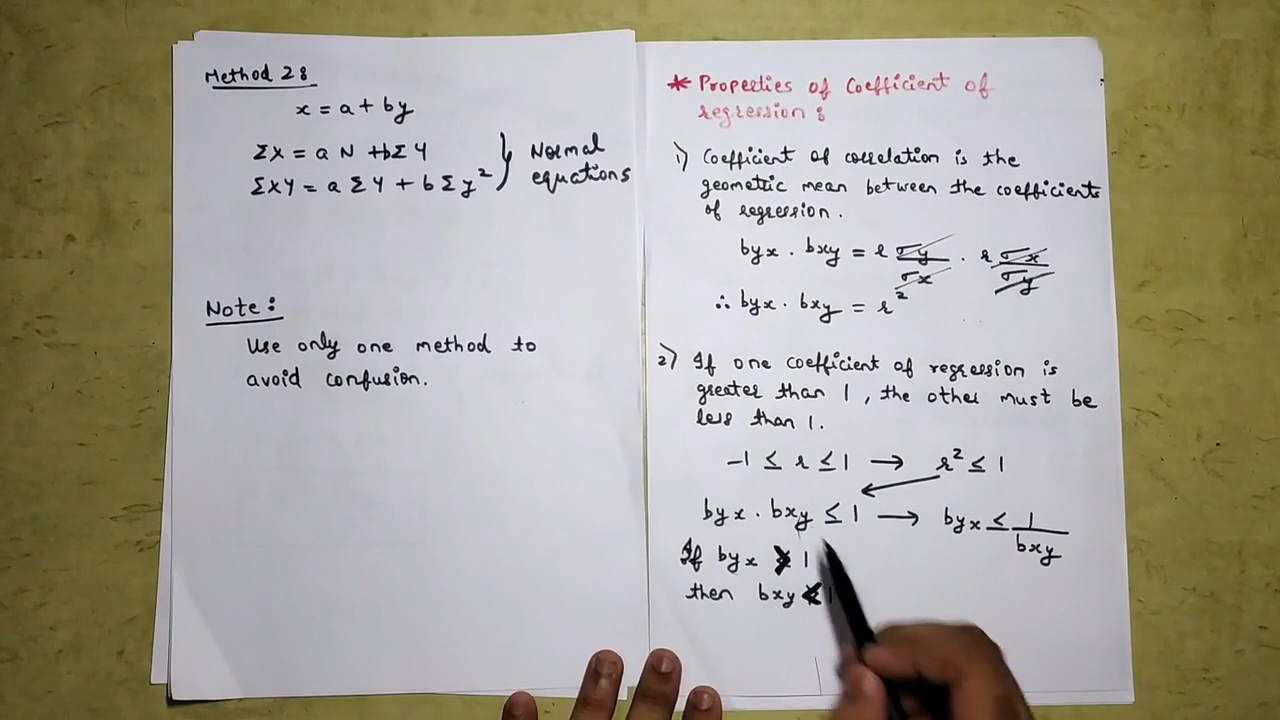 Method 2:
x = a + by
ΣX = a N + bΣY
ΣXY = a ΣY + b Σy²
Normal
equations
Note:
Use only one method to
avoid confusion.
* Properties of Coefficient of
regression :
1) Coefficient of correlation is the
geometric mean between the coefficients
of regression.
byx . bxy = r σy/σx . r σx/σy
∴ byx . bxy = r²
2) If one coefficient of regression is
greater than 1, the other must be
less than 1.
-1 ≤ r ≤ 1 → r² ≤ 1
byx . bxy ≤ 1 → byx ≤ 1/bxy
If byx > 1
then bxy < 1